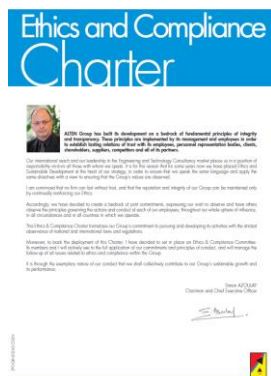 Ethics and Compliance
Charter
ALTEN Group has built its development on a bedrock of fundamental principles of integrity
and transparency. These principles are implemented by its management and employees in order
to establish lasting relations of trust with its employees, personnel representation bodies, clients,
shareholders, suppliers, competitors and all of its partners.
Our international reach and our leadership in the Engineering and Technology Consultancy market places us in a position of
responsibility vis-à-vis all those with whom we speak. It is for this reason that for some years now we have placed Ethics and
Sustainable Development at the heart of our strategy, in order to ensure that we speak the same language and apply the
same directives with a view to ensuring that the Group's values are observed.
I am convinced that no firm can last without trust, and that the reputation and integrity of our Group can be maintained only
by continually reinforcing our Ethics.
Accordingly, we have decided to create a bedrock of joint commitments, expressing our wish to observe and have others
observe the principles governing the actions and conduct of each of our employees, throughout our whole sphere of influence,
in all circumstances and in all countries in which we operate.
This Ethics & Compliance Charter formalizes our Group's commitment to pursuing and developing its activities with the strictest
observance of national and international laws and regulations.
Moreover, to back the deployment of this Charter, I have decided to set in place an Ethics & Compliance Committee.
Its members and I will actively see to the full application of our commitments and principles of conduct, and will manage the
follow-up of all issues related to ethics and compliance within the Group.
It is through the exemplary nature of our conduct that we shall collectively contribute to our Group's sustainable growth and
its performance.
Simon AZOULAY
Chairman and Chief Executive Officer